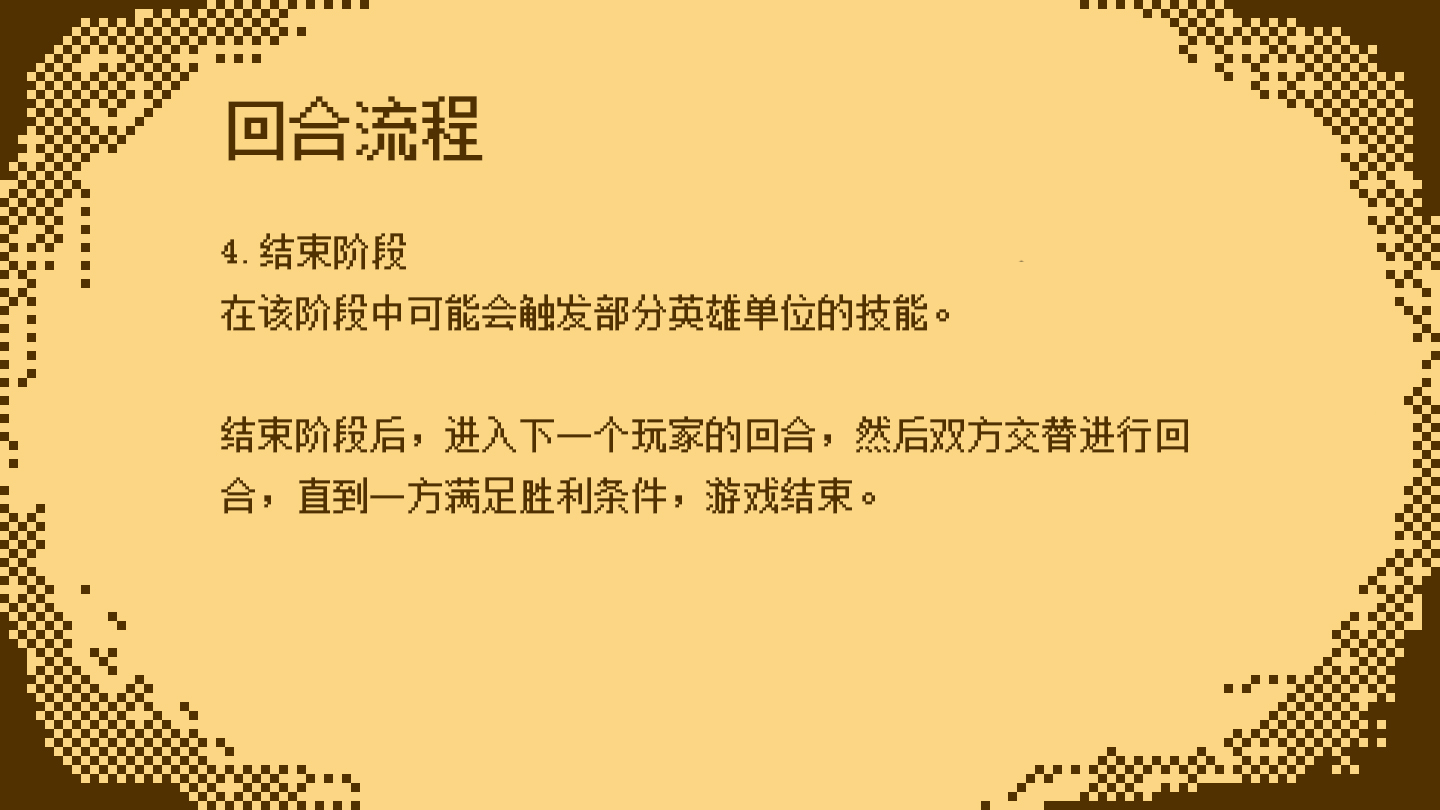 回合流程
4. 结束阶段
在该阶段中可能会触发部分英雄单位的技能。
结束阶段后，进入下一个玩家的回合，然后双方交替进行回
合，直到一方满足胜利条件，游戏结束。